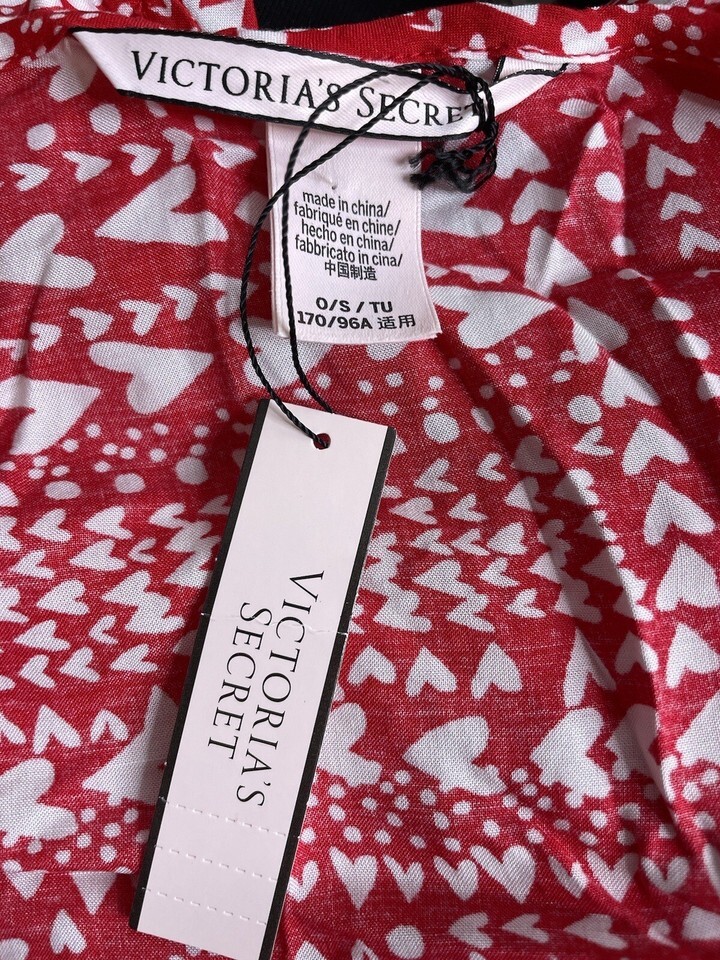 VICTORIA'S SECRET
made in china/
fabriqué en chine/
hecho en china/
fabbricato in cina/
中国制造
O/S / TU
170/96A 适用
VICTORIA'S
SECRET